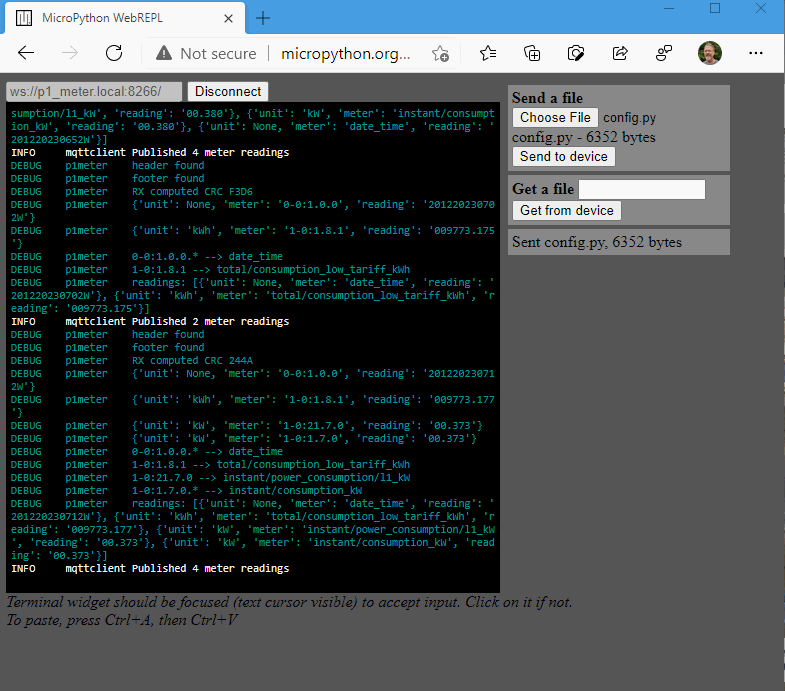 MicroPython WebREPL
Not secure
micropython.org...
ws://p1_meter.local:8266/
Disconnect
sumption/l1_kW', 'reading': '00.380'}, {'unit': 'kW', 'meter': 'instant/consumpt
ion_kW', 'reading': '00.380'}, {'unit': None, 'meter': 'date_time', 'reading': '
201220230652W'}]
INFO mqttclient Published 4 meter readings
DEBUG p1meter header found
DEBUG p1meter footer found
DEBUG p1meter RX computed CRC F3D6
DEBUG p1meter {'unit': None, 'meter': '0-0:1.0.0', 'reading': '20122023070
2W'}
DEBUG p1meter {'unit': 'kWh', 'meter': '1-0:1.8.1', 'reading': '009773.175
'}
DEBUG p1meter 0-0:1.0.0.* --> date_time
DEBUG p1meter 1-0:1.8.1 --> total/consumption_low_tariff_kWh
DEBUG p1meter readings: [{'unit': None, 'meter': 'date_time', 'reading': '
201220230702W'}, {'unit': 'kWh', 'meter': 'total/consumption_low_tariff_kWh', 'r
eading': '009773.175'}]
INFO mqttclient Published 2 meter readings
DEBUG p1meter header found
DEBUG p1meter footer found
DEBUG p1meter RX computed CRC 244A
DEBUG p1meter {'unit': None, 'meter': '0-0:1.0.0', 'reading': '20122023071
2W'}
DEBUG p1meter {'unit': 'kWh', 'meter': '1-0:1.8.1', 'reading': '009773.177
'}
DEBUG p1meter {'unit': 'kW', 'meter': '1-0:21.7.0', 'reading': '00.373'}
DEBUG p1meter {'unit': 'kW', 'meter': '1-0:1.7.0', 'reading': '00.373'}
DEBUG p1meter 0-0:1.0.0.* --> date_time
DEBUG p1meter 1-0:1.8.1 --> total/consumption_low_tariff_kWh
DEBUG p1meter 1-0:21.7.0 --> instant/power_consumption/l1_kW
DEBUG p1meter 1-0:1.7.0.* --> instant/consumption_kW
DEBUG p1meter readings: [{'unit': None, 'meter': 'date_time', 'reading': '
201220230712W'}, {'unit': 'kWh', 'meter': 'total/consumption_low_tariff_kWh', 'r
eading': '009773.177'}, {'unit': 'kW', 'meter': 'instant/power_consumption/l1_kW
', 'reading': '00.373'}, {'unit': 'kW', 'meter': 'instant/consumption_kW', 'read
ing': '00.373'}]
INFO mqttclient Published 4 meter readings
Terminal widget should be focused (text cursor visible) to accept input. Click on it if not.
To paste, press Ctrl+A, then Ctrl+V
Send a file
Choose File config.py
config.py - 6352 bytes
Send to device
Get a file
Get from device
Sent config.py, 6352 bytes